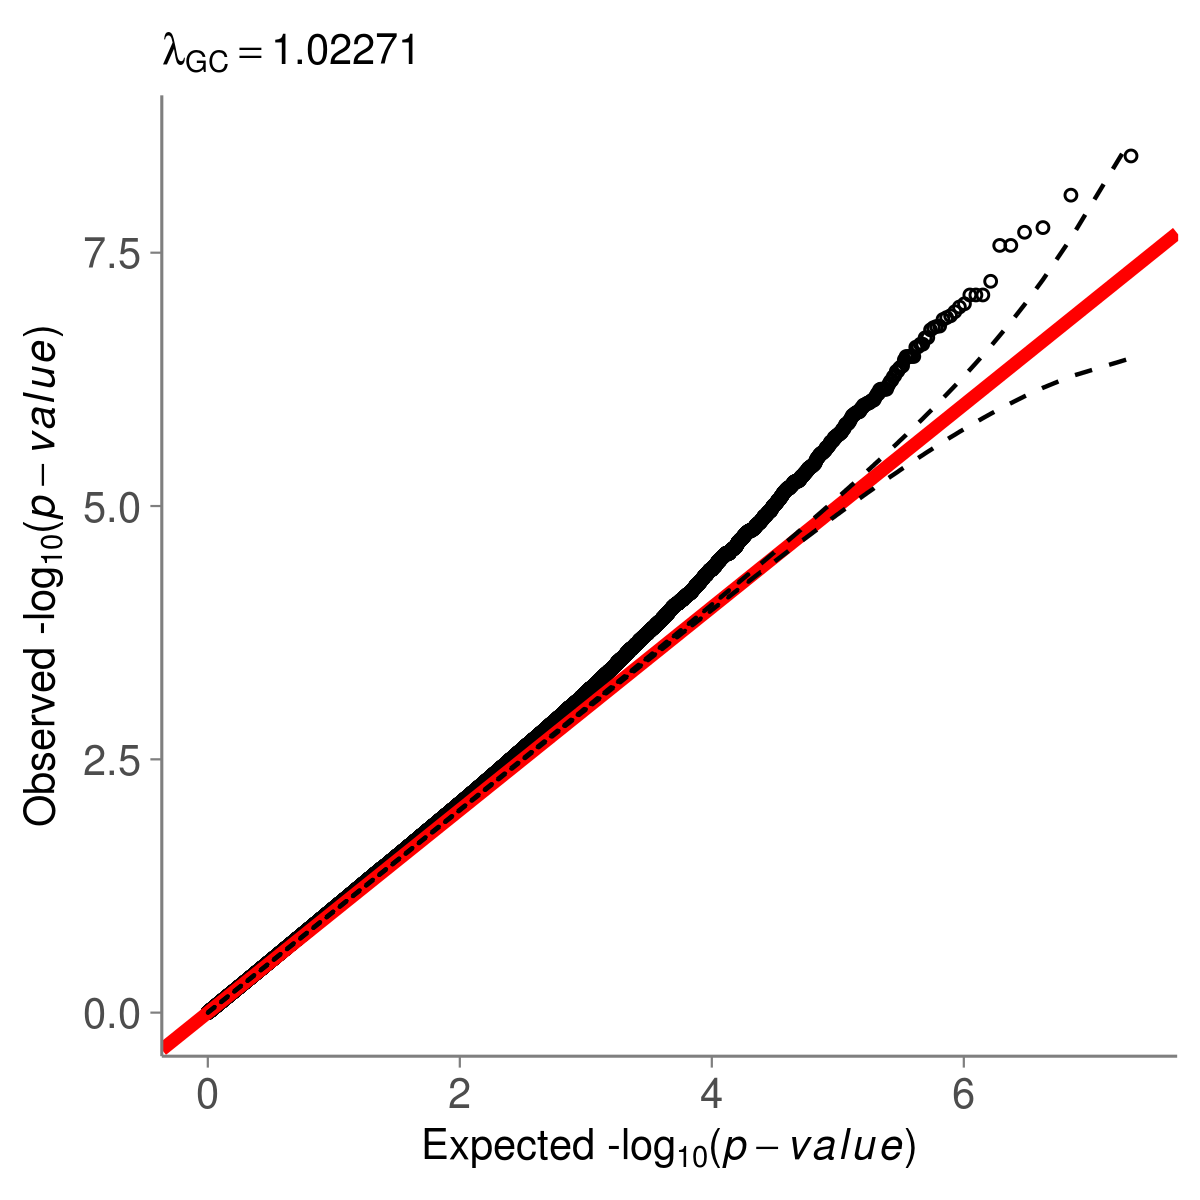 λGC = 1.02271
Observed -log10(p − value)
7.5
5.0
2.5
0.0
0 2 4 6
Expected -log10(p − value)